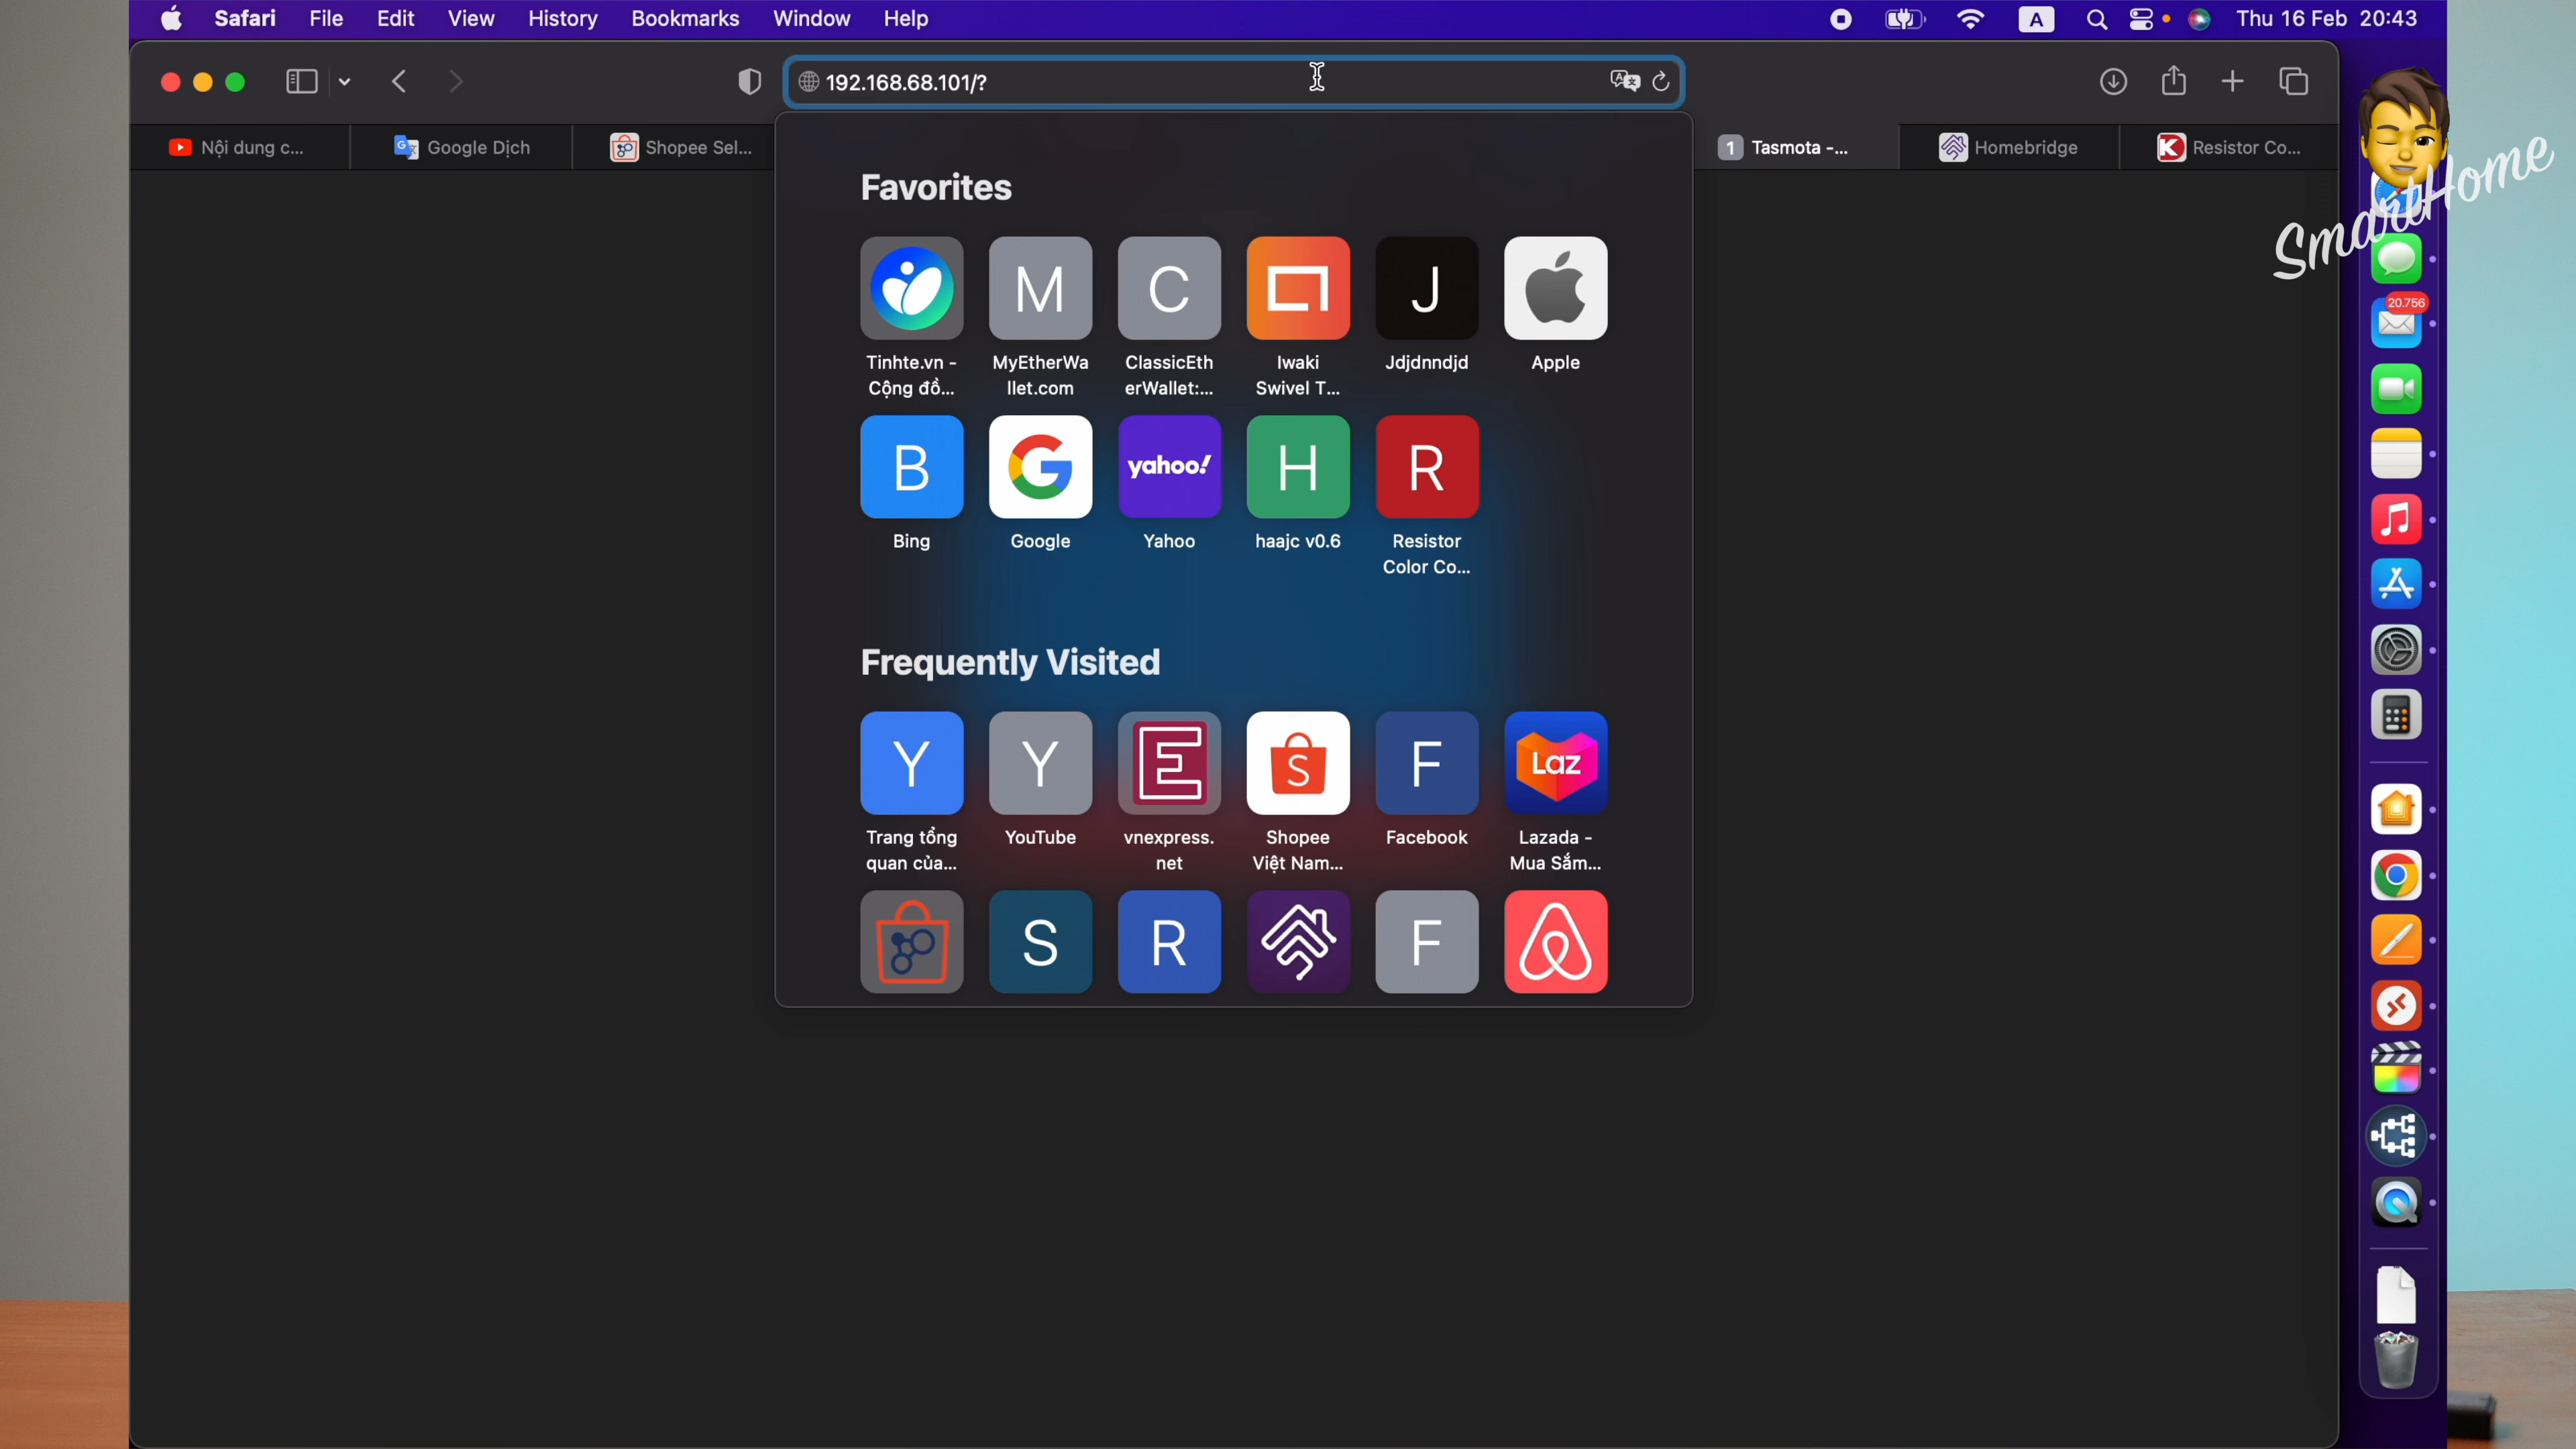 Safari File Edit View History Bookmarks Window Help
A
Thu 16 Feb 20:43
192.168.68.101/?
Nội dung c...
Google Dịch
Shopee Sel...
1 Tasmota -...
Homebridge
K Resistor Co...
SmartHome
Favorites
M
C
J
Tinhte.vn -
Cộng đồ...
MyEtherWa
llet.com
ClassicEth
erWallet:...
Iwaki
Swivel T...
Jdjdnndjd
Apple
B
G
yahoo!
H
R
Bing
Google
Yahoo
haajc v0.6
Resistor
Color Co...
Frequently Visited
Y
Y
E
S
F
Laz
Trang tổng
quan của...
YouTube
vnexpress.
net
Shopee
Việt Nam...
Facebook
Lazada -
Mua Sắm...
S
R
F
20.756